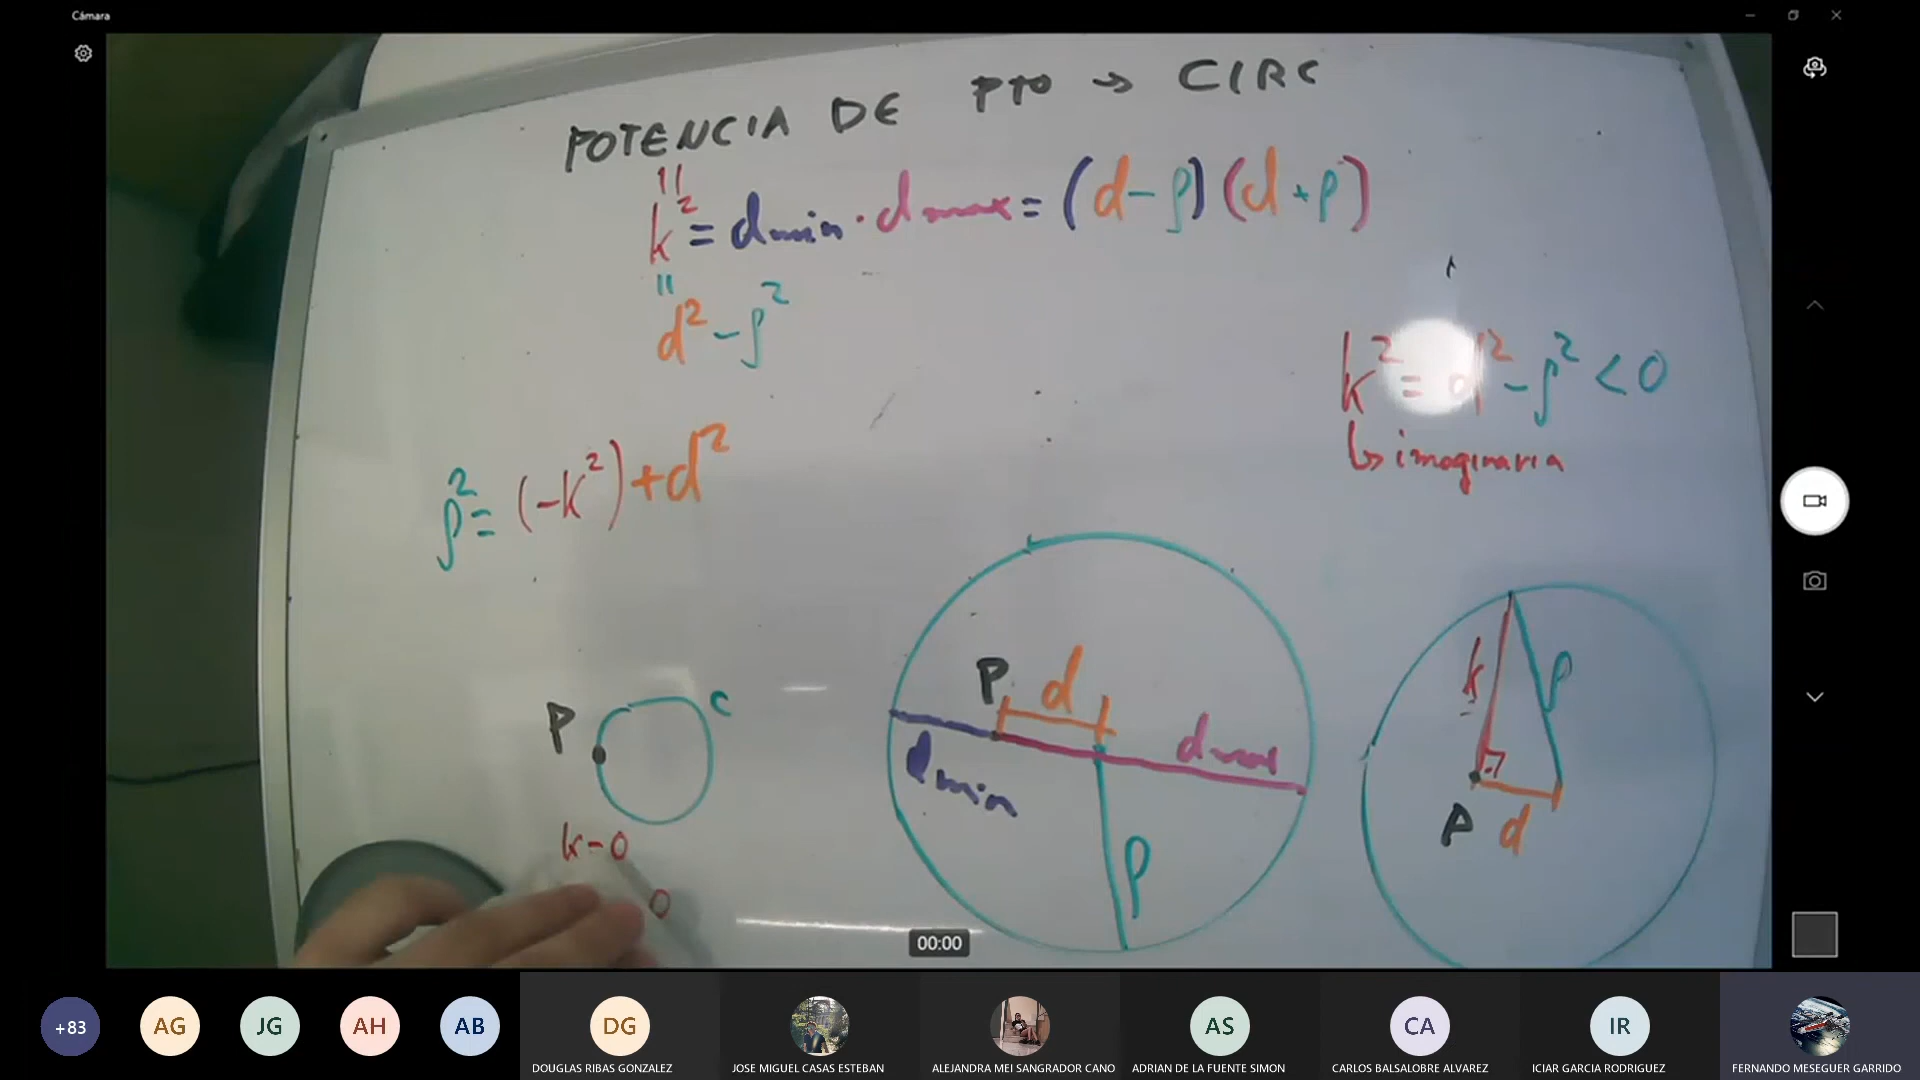 Cámara
POTENCIA DE PTO → CIRC
k² = dmin · dmax = (d - ρ) (d + ρ)
d² - ρ²
k² = d² - ρ² < 0
↳ imaginaria
ρ² = (-k²) + d²
P C
k = 0
0
P d
dmin dmax
ρ
k ρ
P d
00:00
+83 AG JG AH AB DG AS CA IR
DOUGLAS RIBAS GONZALEZ JOSE MIGUEL CASAS ESTEBAN ALEJANDRA MEI SANGRADOR CANO ADRIAN DE LA FUENTE SIMON CARLOS BALSALOBRE ALVAREZ ICIAR GARCIA RODRIGUEZ FERNANDO MESEGUER GARRIDO